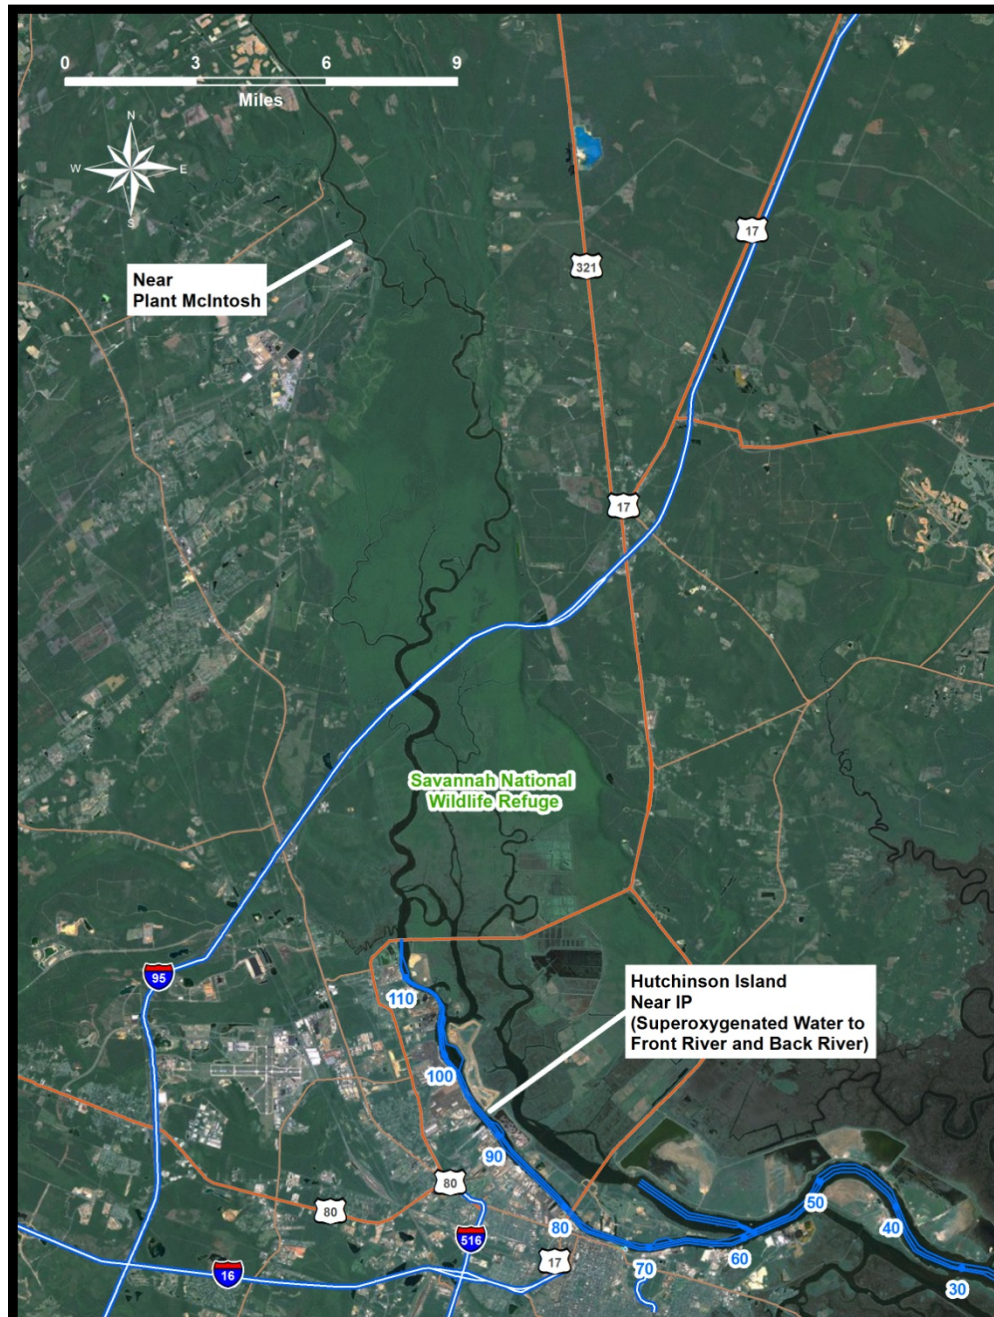 0 3 6 9
Miles
N
W E
S
17
321
Near
Plant McIntosh
17
Savannah National
Wildlife Refuge
95
Hutchinson Island
Near IP
(Superoxygenated Water to
Front River and Back River)
110
100
90
80
50
80
80
40
516
60
17
70
16
30